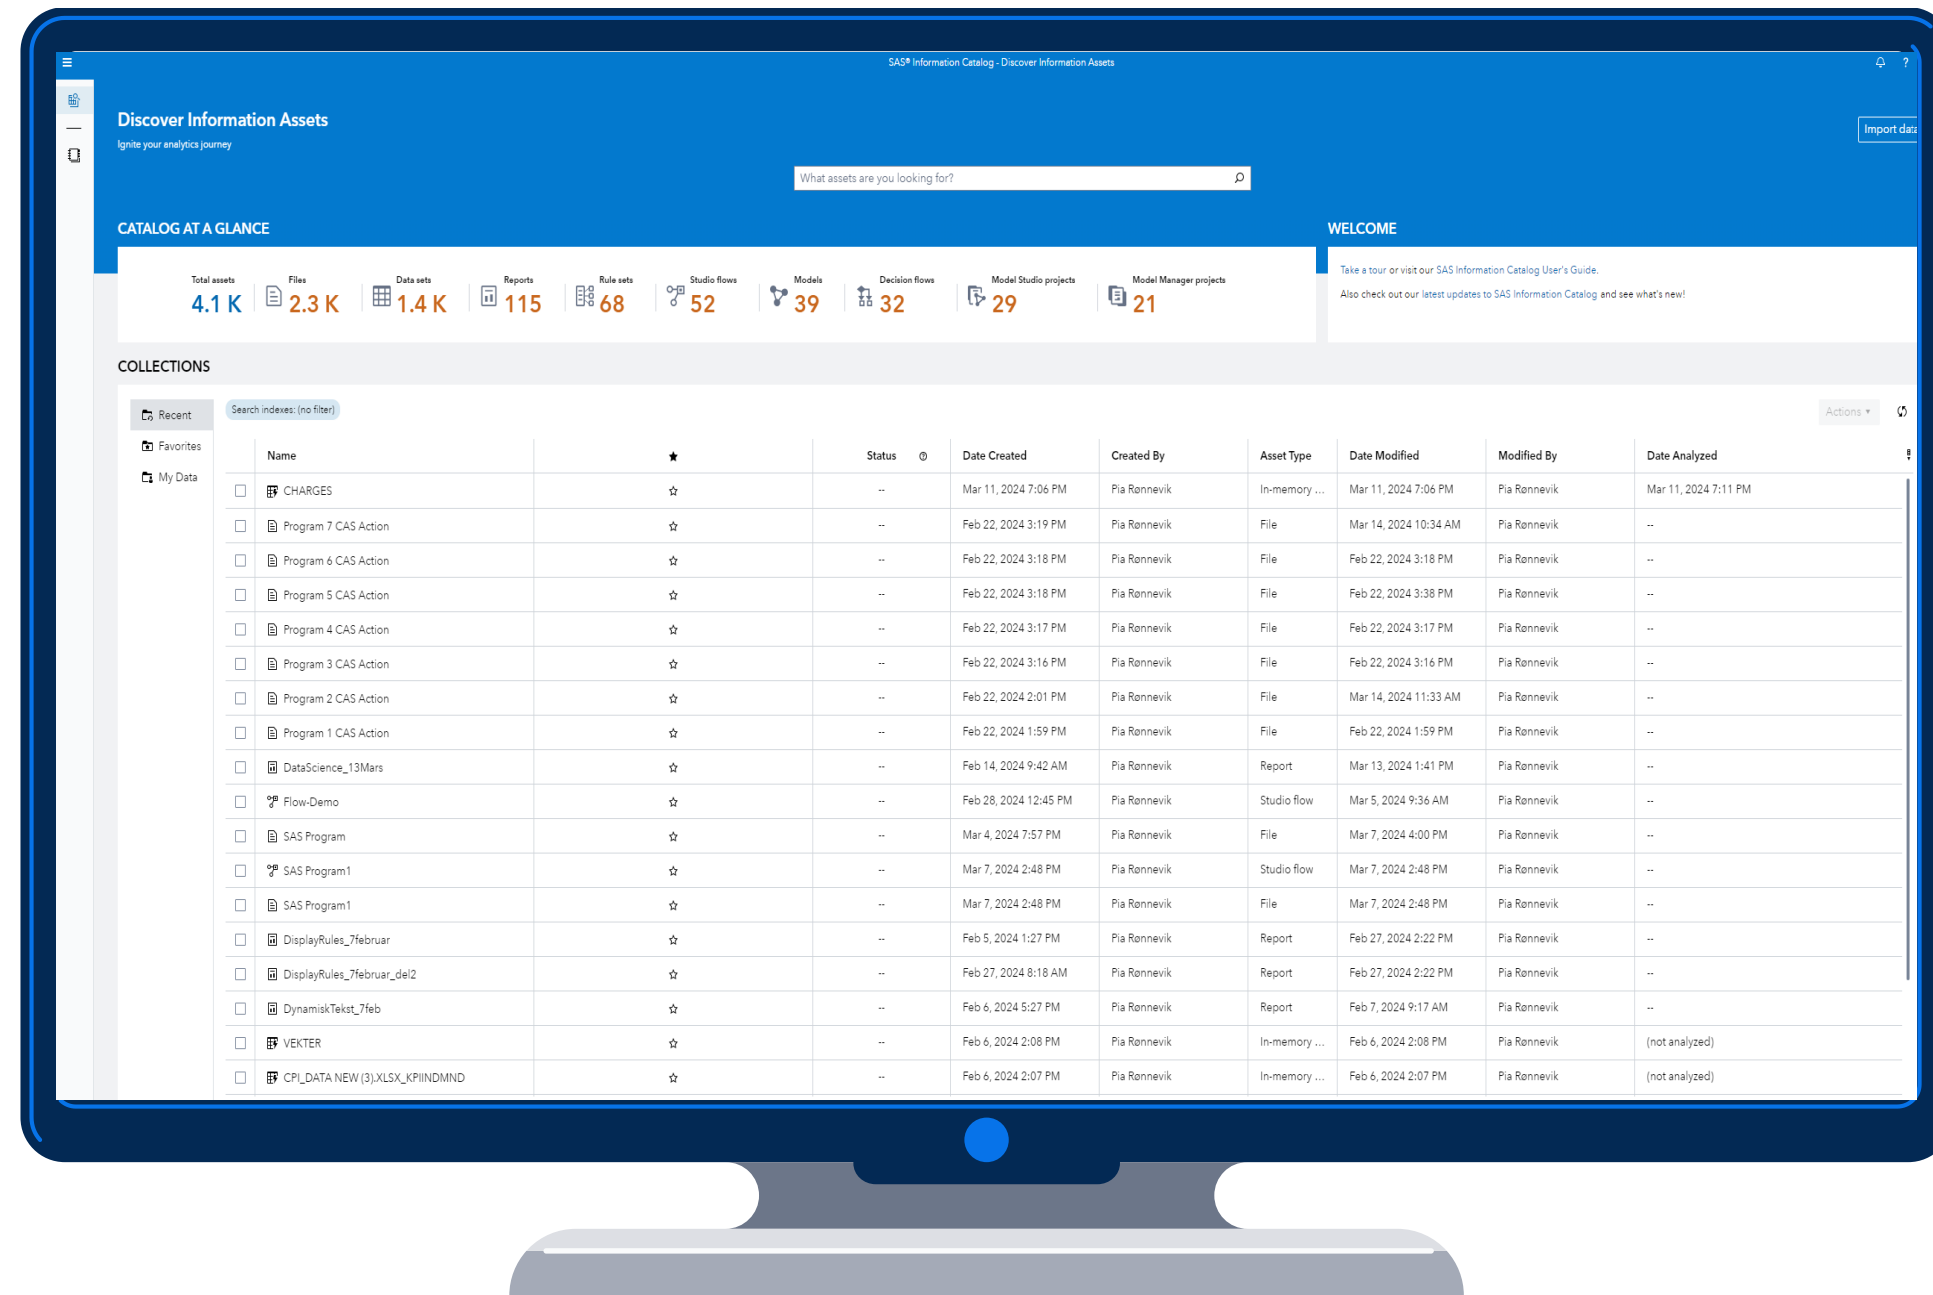 SAS® Information Catalog - Discover Information Assets
?
Discover Information Assets
Ignite your analytics journey
Import data
What assets are you looking for?
CATALOG AT A GLANCE
WELCOME
Total assets Files Data sets Reports Rule sets Studio flows Models Decision flows Model Studio projects Model Manager projects
4.1 K 2.3 K 1.4 K 115 68 52 39 32 29 21
Take a tour or visit our SAS Information Catalog User's Guide.
Also check out our latest updates to SAS Information Catalog and see what's new!
COLLECTIONS
Recent
Favorites
My Data
Search indexes: (no filter)
Actions
Name Status Date Created Created By Asset Type Date Modified Modified By Date Analyzed
CHARGES -- Mar 11, 2024 7:06 PM Pia Rønnevik In-memory ... Mar 11, 2024 7:06 PM Pia Rønnevik Mar 11, 2024 7:11 PM
Program 7 CAS Action -- Feb 22, 2024 3:19 PM Pia Rønnevik File Mar 14, 2024 10:34 AM Pia Rønnevik --
Program 6 CAS Action -- Feb 22, 2024 3:18 PM Pia Rønnevik File Feb 22, 2024 3:18 PM Pia Rønnevik --
Program 5 CAS Action -- Feb 22, 2024 3:18 PM Pia Rønnevik File Feb 22, 2024 3:38 PM Pia Rønnevik --
Program 4 CAS Action -- Feb 22, 2024 3:17 PM Pia Rønnevik File Feb 22, 2024 3:17 PM Pia Rønnevik --
Program 3 CAS Action -- Feb 22, 2024 3:16 PM Pia Rønnevik File Feb 22, 2024 3:16 PM Pia Rønnevik --
Program 2 CAS Action -- Feb 22, 2024 2:01 PM Pia Rønnevik File Mar 14, 2024 11:33 AM Pia Rønnevik --
Program 1 CAS Action -- Feb 22, 2024 1:59 PM Pia Rønnevik File Feb 22, 2024 1:59 PM Pia Rønnevik --
DataScience_13Mars -- Feb 14, 2024 9:42 AM Pia Rønnevik Report Mar 13, 2024 1:41 PM Pia Rønnevik --
Flow-Demo -- Feb 28, 2024 12:45 PM Pia Rønnevik Studio flow Mar 5, 2024 9:36 AM Pia Rønnevik --
SAS Program -- Mar 4, 2024 7:57 PM Pia Rønnevik File Mar 7, 2024 4:00 PM Pia Rønnevik --
SAS Program1 -- Mar 7, 2024 2:48 PM Pia Rønnevik Studio flow Mar 7, 2024 2:48 PM Pia Rønnevik --
SAS Program1 -- Mar 7, 2024 2:48 PM Pia Rønnevik File Mar 7, 2024 2:48 PM Pia Rønnevik --
DisplayRules_7februar -- Feb 5, 2024 1:27 PM Pia Rønnevik Report Feb 27, 2024 2:22 PM Pia Rønnevik --
DisplayRules_7februar_del2 -- Feb 27, 2024 8:18 AM Pia Rønnevik Report Feb 27, 2024 2:22 PM Pia Rønnevik --
DynamiskTekst_7feb -- Feb 6, 2024 5:27 PM Pia Rønnevik Report Feb 7, 2024 9:17 AM Pia Rønnevik --
VEKTER -- Feb 6, 2024 2:08 PM Pia Rønnevik In-memory ... Feb 6, 2024 2:08 PM Pia Rønnevik (not analyzed)
CPI_DATA NEW (3).XLSX_KPIINDMND -- Feb 6, 2024 2:07 PM Pia Rønnevik In-memory ... Feb 6, 2024 2:07 PM Pia Rønnevik (not analyzed)